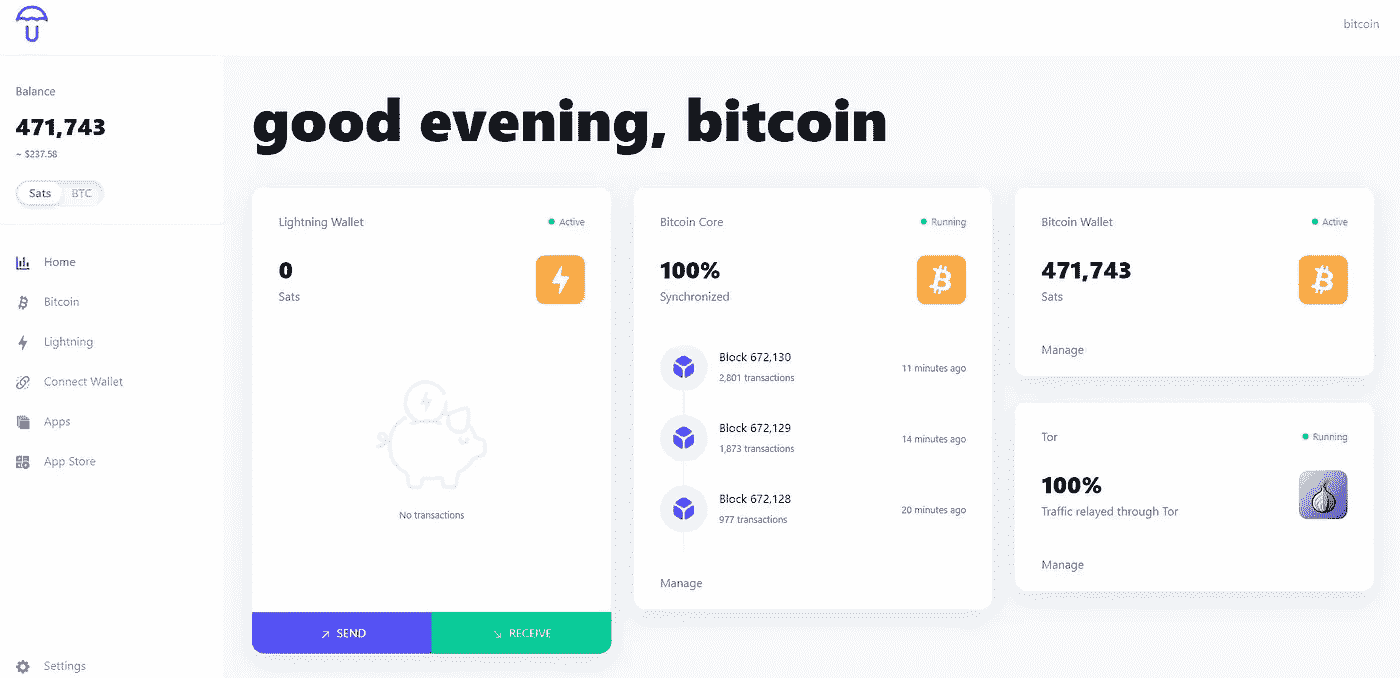 bitcoin
Balance
471,743
~ $237.58
Sats BTC
Home
Bitcoin
Lightning
Connect Wallet
Apps
App Store
Settings
good evening, bitcoin
Lightning Wallet Active
0
Sats
No transactions
SEND RECEIVE
Bitcoin Core Running
100%
Synchronized
Block 672,130
2,801 transactions 11 minutes ago
Block 672,129
1,873 transactions 14 minutes ago
Block 672,128
977 transactions 20 minutes ago
Manage
Bitcoin Wallet Active
471,743
Sats
Manage
Tor Running
100%
Traffic relayed through Tor
Manage